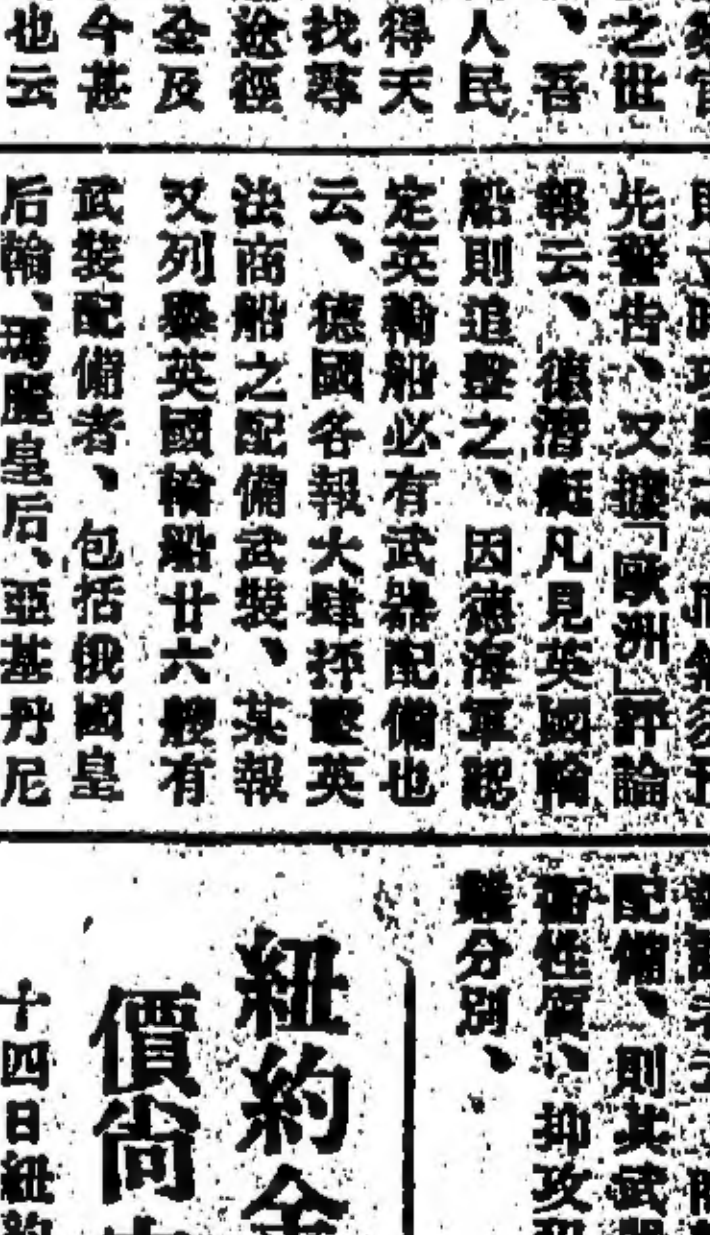 之世
、吾
人民
得天
找尋
途徑
全及
今甚
也云
先警告、又據「歐洲」評論
報云、德潛艇凡見英國輪
船則追擊之、因德海軍認
定英輪船必有武器配備也
云、德國各報大肆抨擊英
法商船之配備武裝、某報
又列舉英國輪船廿六艘有
武裝配備者、包括俄國皇
后輪、瑪麗皇后、亞基丹尼
配備、則其武
性質、抑攻
難分別、
紐約金
價尚
十四日紐約